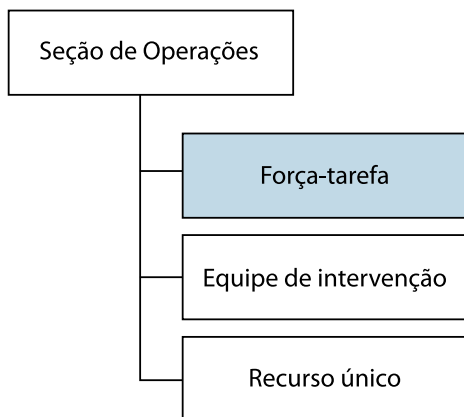 Seção de Operações
Força-tarefa
Equipe de intervenção
Recurso único